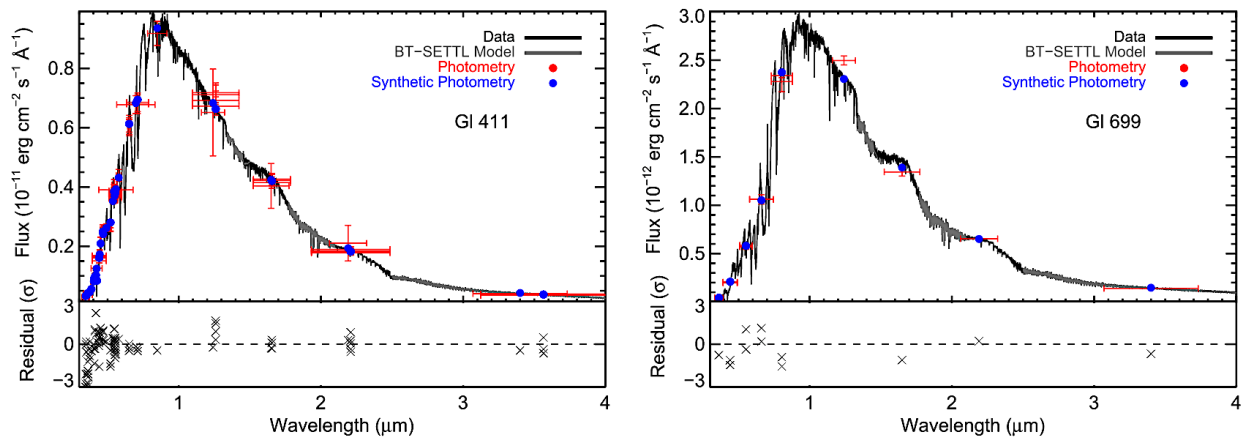 Flux (10⁻¹¹ erg cm⁻² s⁻¹ Å⁻¹)
0.8
0.6
0.4
0.2
Data
BT−SETTL Model
Photometry
Synthetic Photometry
Gl 411
Residual (σ)
3
0
−3
1 2 3 4
Wavelength (μm)
Flux (10⁻¹² erg cm⁻² s⁻¹ Å⁻¹)
3.0
2.5
2.0
1.5
1.0
0.5
Data
BT−SETTL Model
Photometry
Synthetic Photometry
Gl 699
Residual (σ)
3
0
−3
1 2 3 4
Wavelength (μm)